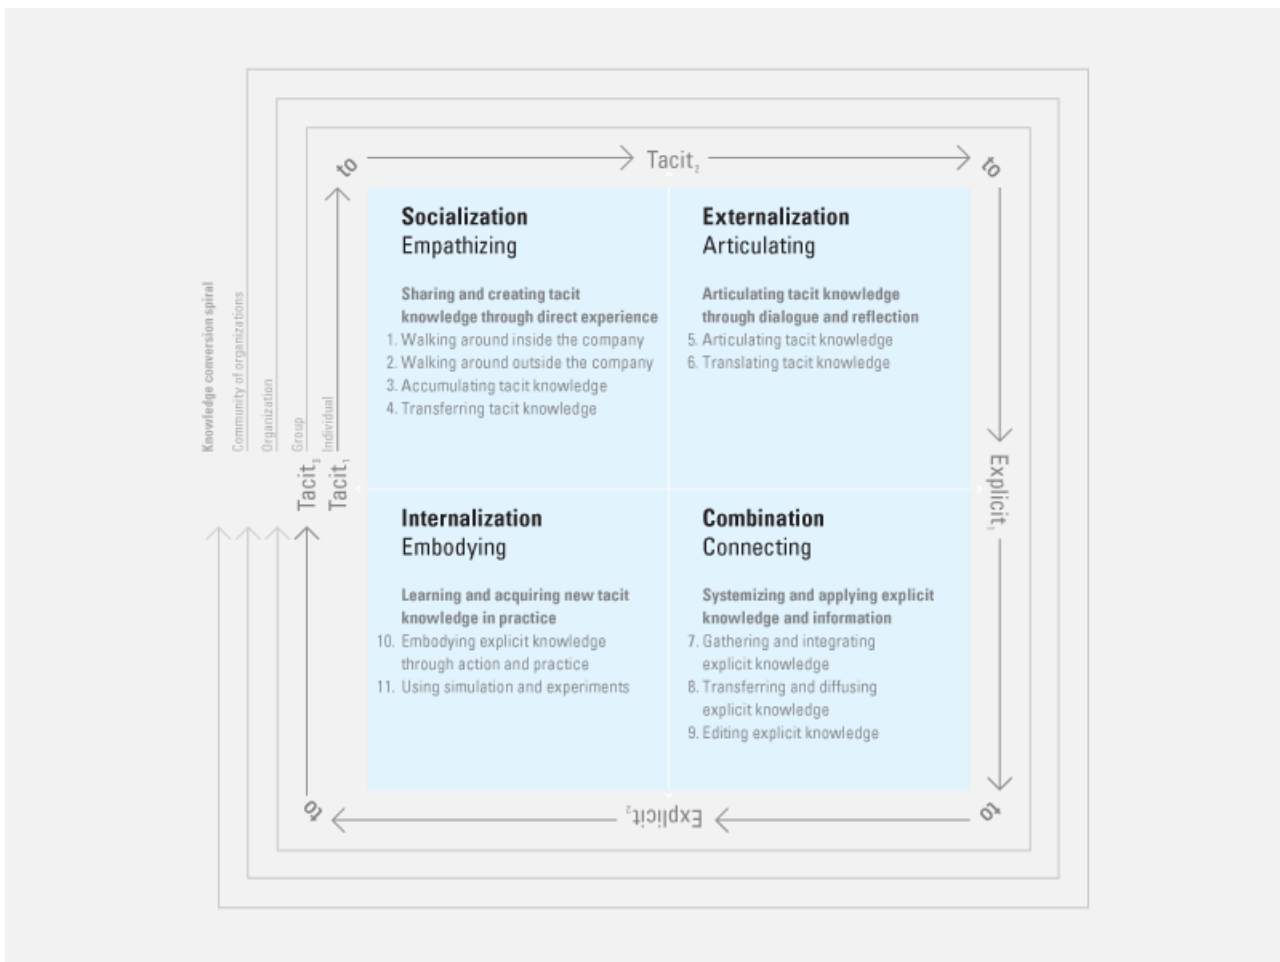 to
Tacit₂
to
Socialization
Empathizing
Sharing and creating tacit
knowledge through direct experience
1. Walking around inside the company
2. Walking around outside the company
3. Accumulating tacit knowledge
4. Transferring tacit knowledge
Externalization
Articulating
Articulating tacit knowledge
through dialogue and reflection
5. Articulating tacit knowledge
6. Translating tacit knowledge
Knowledge conversion spiral
Community of organizations
Organization
Group
Individual
Tacit₃
Tacit₁
Explicit₁
Internalization
Embodying
Learning and acquiring new tacit
knowledge in practice
10. Embodying explicit knowledge
through action and practice
11. Using simulation and experiments
Combination
Connecting
Systemizing and applying explicit
knowledge and information
7. Gathering and integrating
explicit knowledge
8. Transferring and diffusing
explicit knowledge
9. Editing explicit knowledge
to
Explicit₂
to